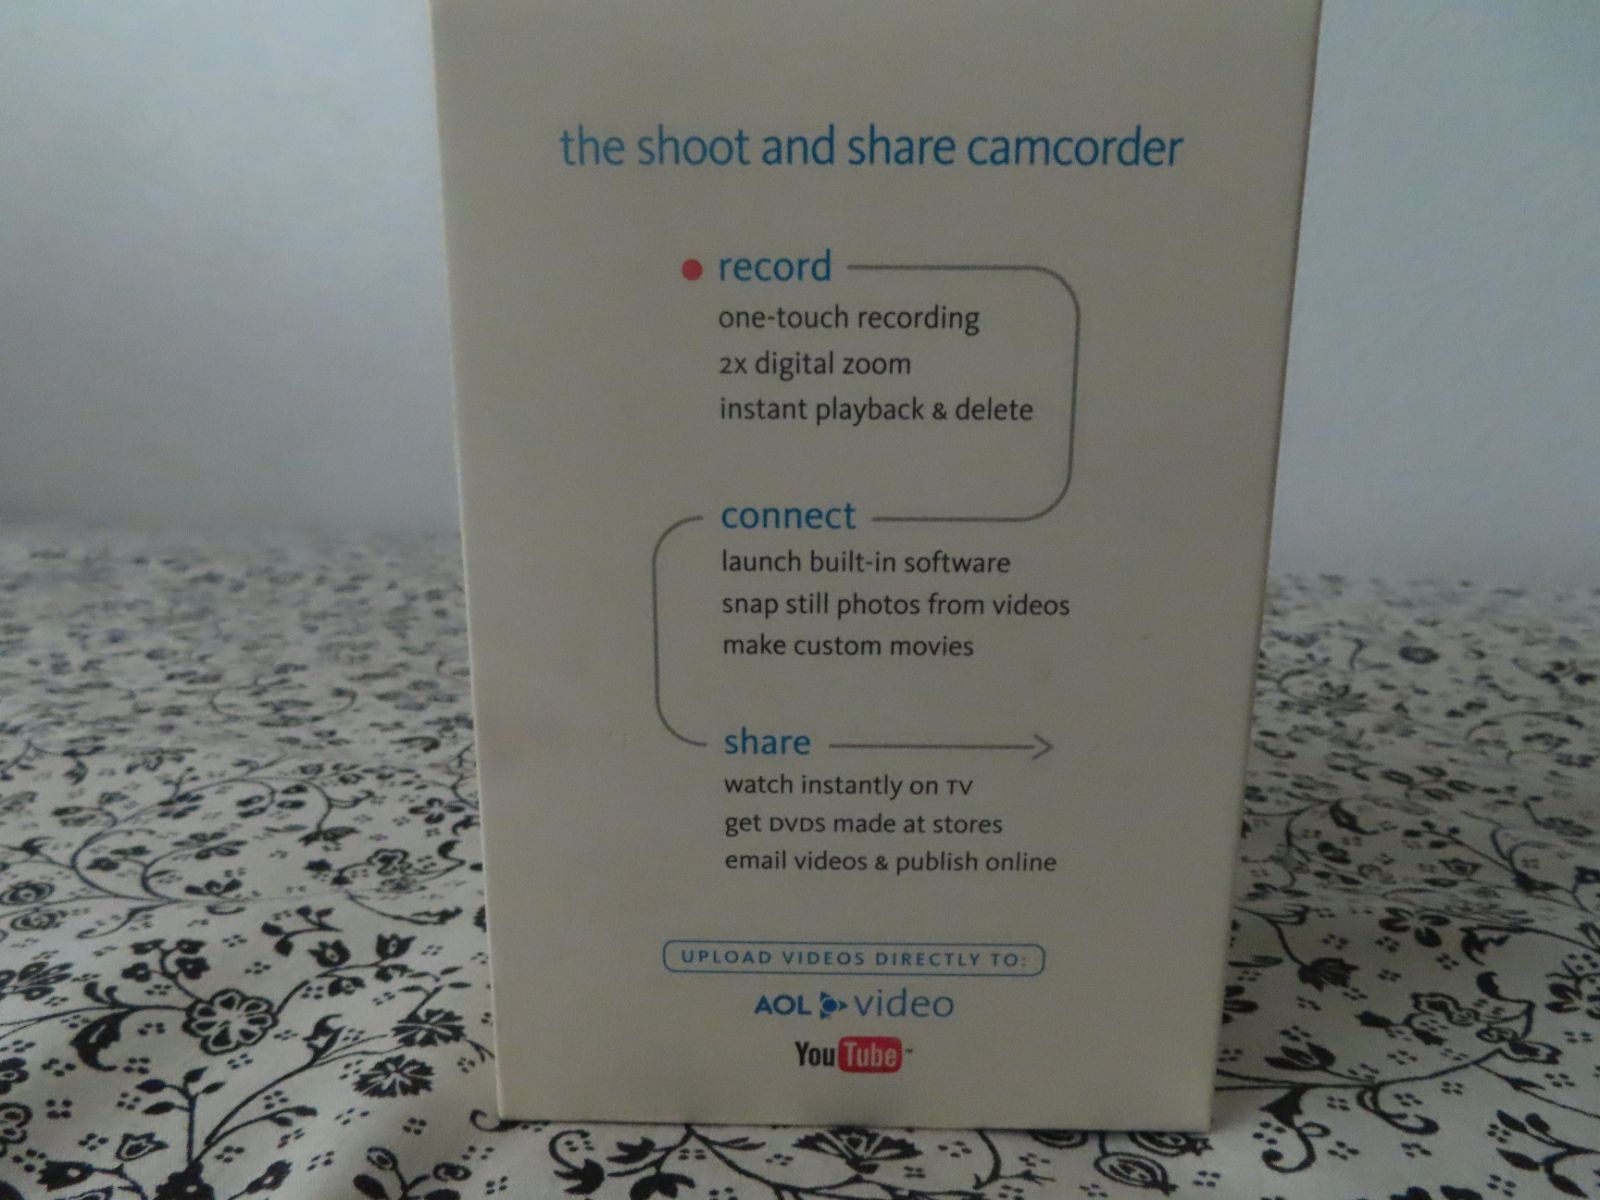 the shoot and share camcorder
record
one-touch recording
2x digital zoom
instant playback & delete
connect
launch built-in software
snap still photos from videos
make custom movies
share
watch instantly on TV
get DVDS made at stores
email videos & publish online
UPLOAD VIDEOS DIRECTLY TO:
AOL video
YouTube™